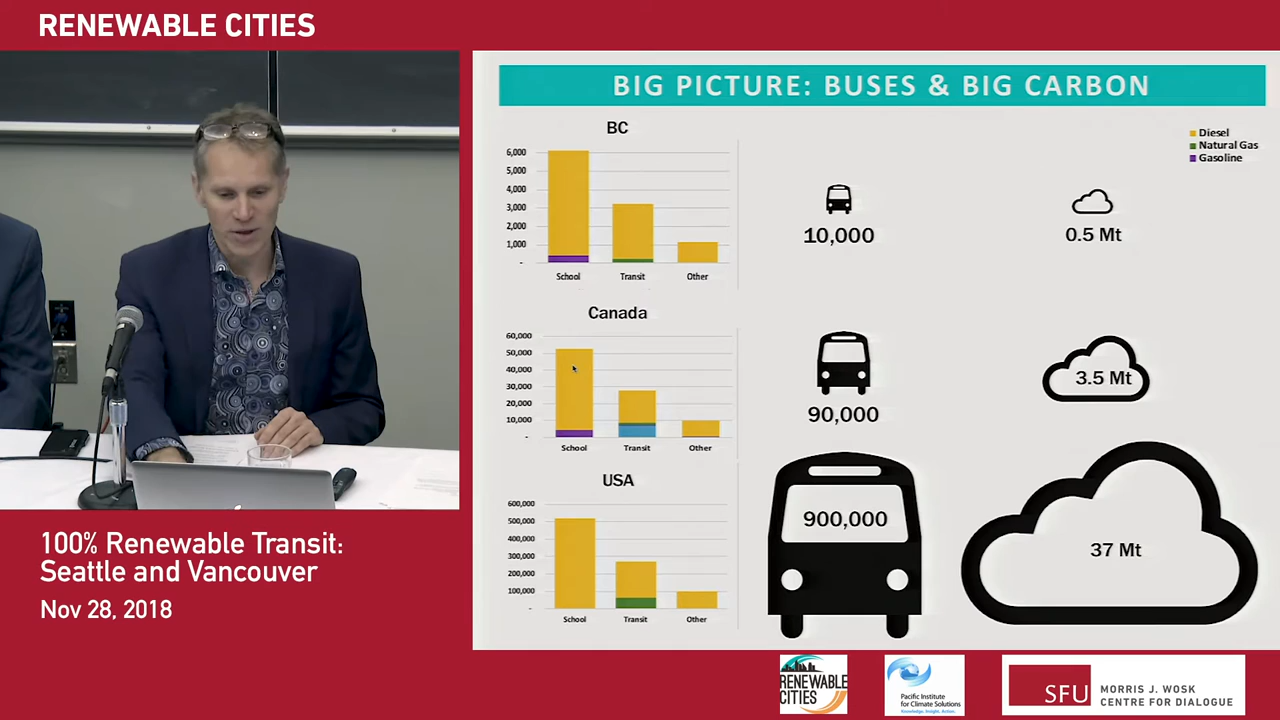 RENEWABLE CITIES
BIG PICTURE: BUSES & BIG CARBON
BC
6,000
5,000
4,000
3,000
2,000
1,000
-
School
Transit
Other
10,000
0.5 Mt
Diesel
Natural Gas
Gasoline
Canada
60,000
50,000
40,000
30,000
20,000
10,000
-
School
Transit
Other
90,000
3.5 Mt
USA
600,000
500,000
400,000
300,000
200,000
100,000
-
School
Transit
Other
900,000
37 Mt
100% Renewable Transit:
Seattle and Vancouver
Nov 28, 2018
RENEWABLE
CITIES
Pacific Institute
for Climate Solutions
Knowledge. Insight. Action.
SFU
MORRIS J. WOSK
CENTRE FOR DIALOGUE